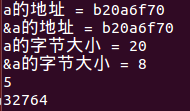 a的地址 = b20a6f70
&a的地址 = b20a6f70
a的字节大小 = 20
&a的字节大小 = 8
5
32764